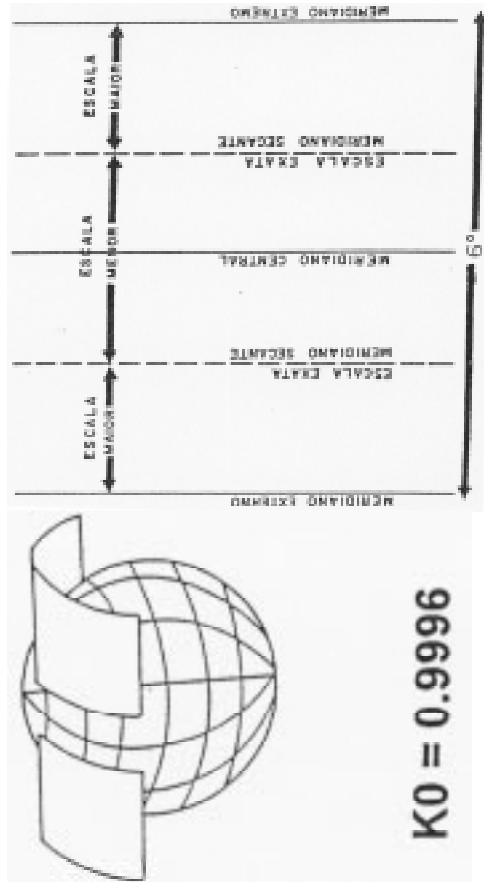 MERIDIANO EXTREMO
ESCALA
MAIOR
MERIDIANO SECANTE
ESCALA EXATA
ESCALA
MENOR
MERIDIANO CENTRAL
6°
MERIDIANO SECANTE
ESCALA EXATA
ESCALA
MAIOR
MERIDIANO EXTERNO
K0 = 0.9996